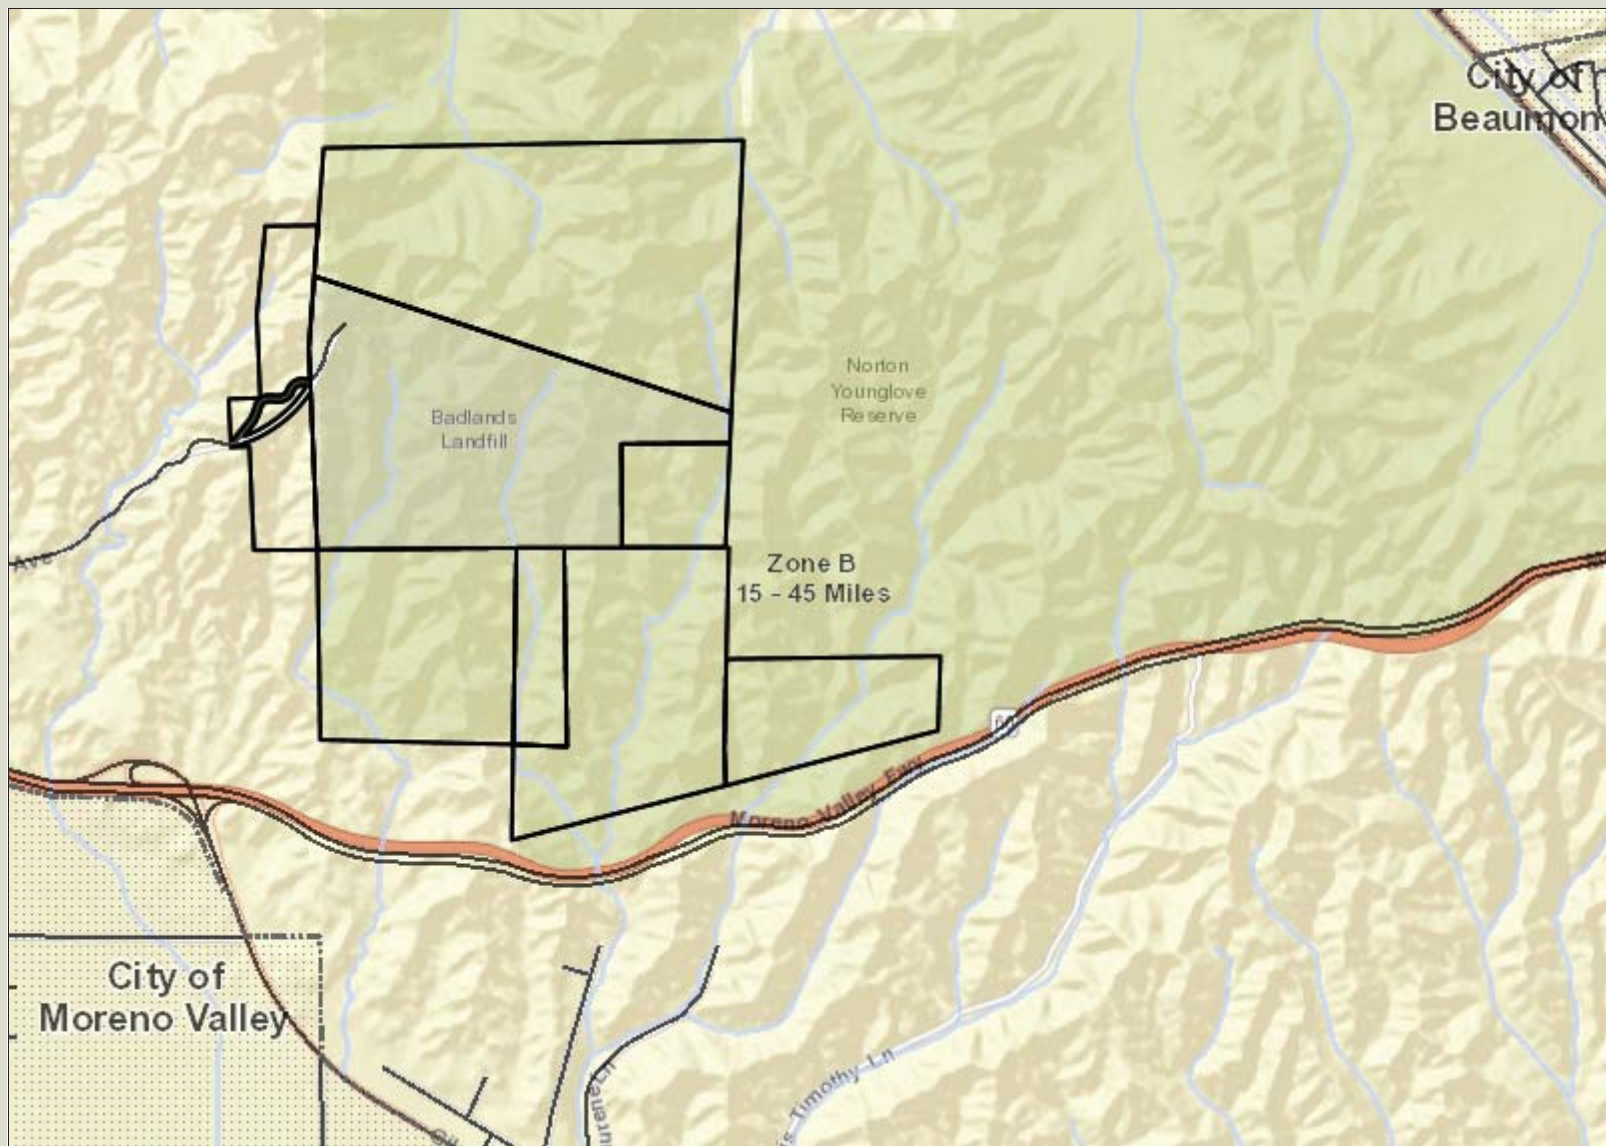 City of
Beaumon
Norton
Younglove
Reserve
Badlands
Landfill
Ave
Zone B
15 - 45 Miles
60
Moreno Valley Fwy
City of
Moreno Valley
Timothy Ln